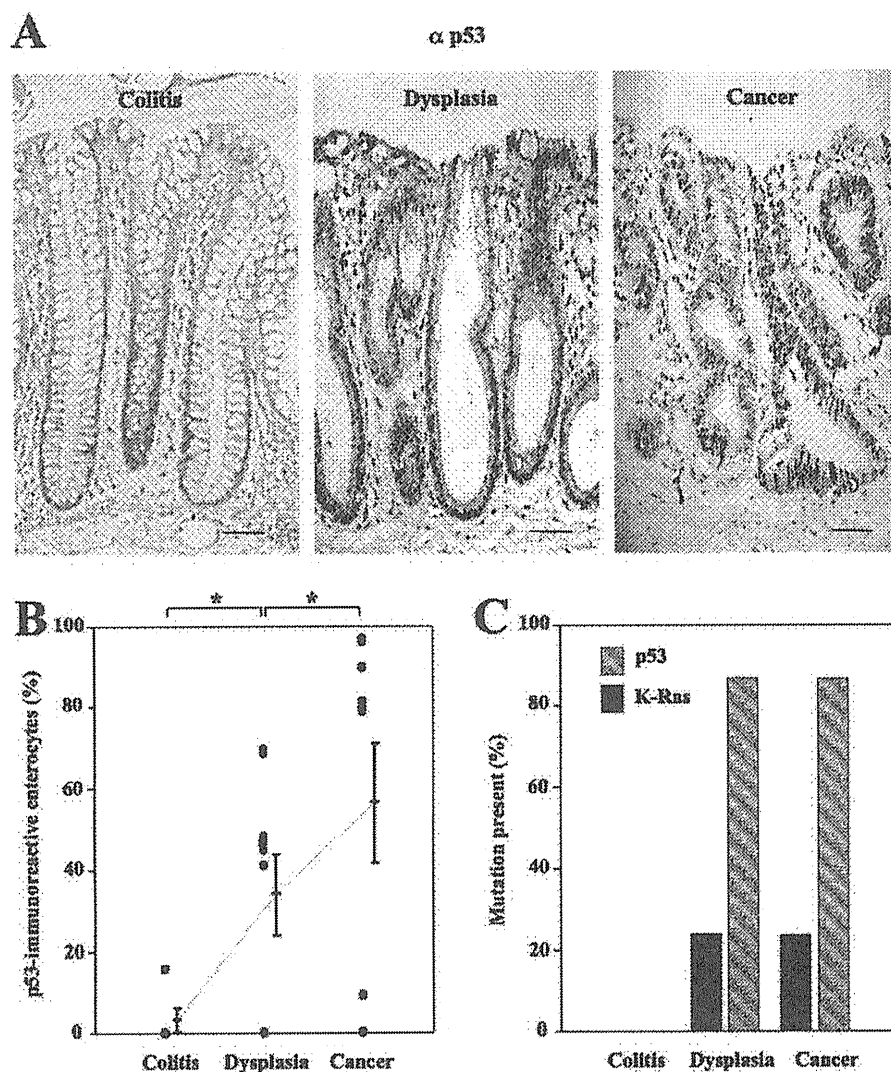 A
α p53
Colitis
Dysplasia
Cancer
B
*
*
p53-immunoreactive enterocytes (%)
100
80
60
40
20
0
Colitis Dysplasia Cancer
C
Mutation present (%)
100
80
60
40
20
0
p53
K-Ras
Colitis Dysplasia Cancer